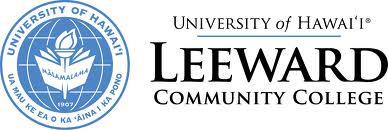 UNIVERSITY OF HAWAI‘I
MĀLAMALAMA
1907
UA MAU KE EA O KA ‘ĀINA I KA PONO
UNIVERSITY of HAWAI‘I®
LEEWARD
COMMUNITY COLLEGE